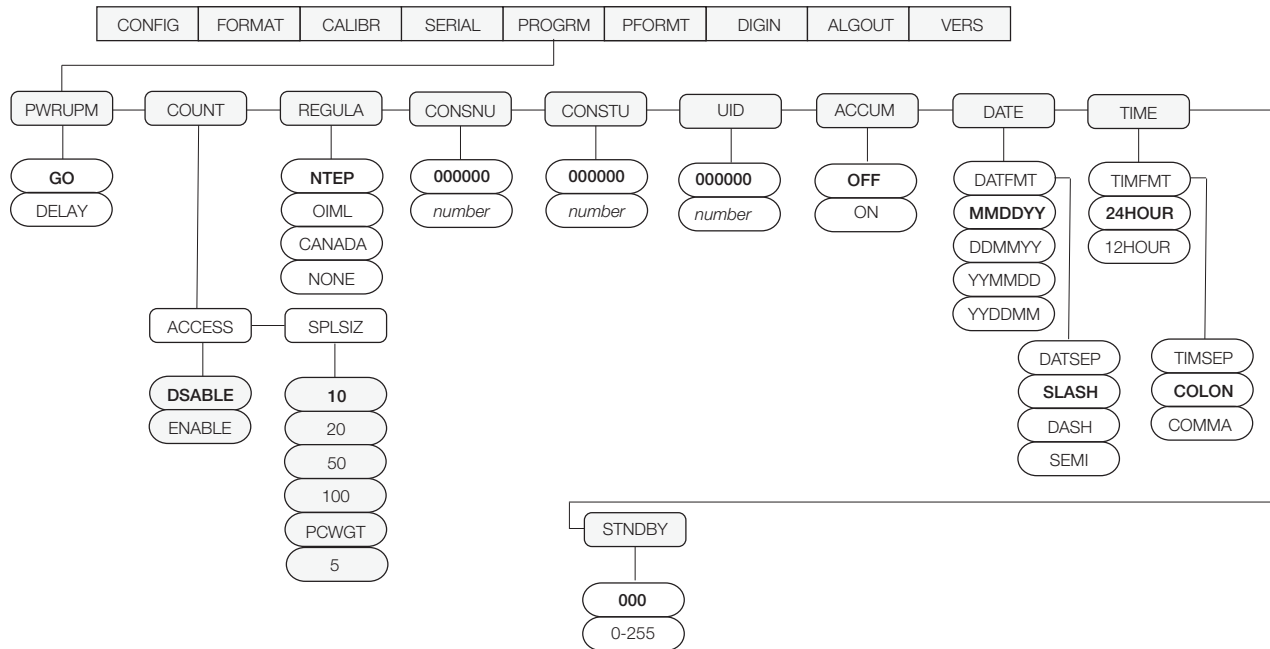 CONFIG FORMAT CALIBR SERIAL PROGRM PFORMT DIGIN ALGOUT VERS
PWRUPM COUNT REGULA CONSNU CONSTU UID ACCUM DATE TIME
GO
DELAY
NTEP
OIML
CANADA
NONE
000000
number
000000
number
000000
number
OFF
ON
DATFMT
MMDDYY
DDMMYY
YYMMDD
YYDDMM
TIMFMT
24HOUR
12HOUR
ACCESS SPLSIZ
DSABLE
ENABLE
10
20
50
100
PCWGT
5
DATSEP
SLASH
DASH
SEMI
TIMSEP
COLON
COMMA
STNDBY
000
0-255